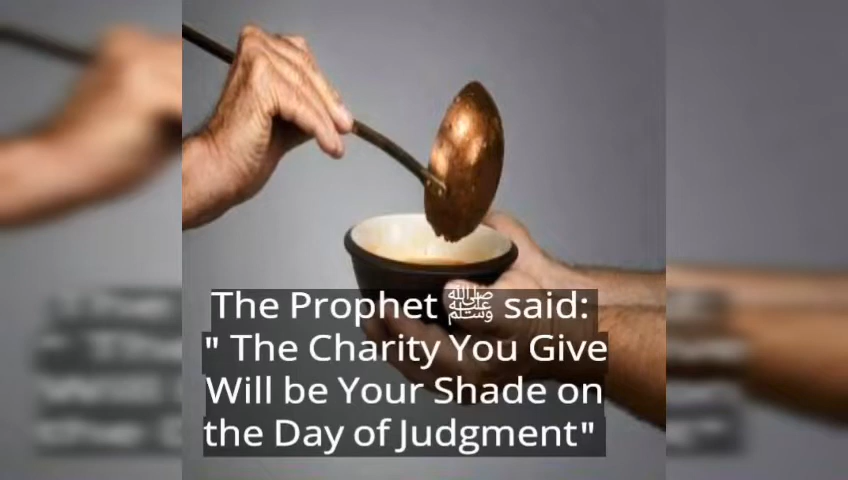 The Prophet ﷺ said:
" The Charity You Give
Will be Your Shade on
the Day of Judgment"